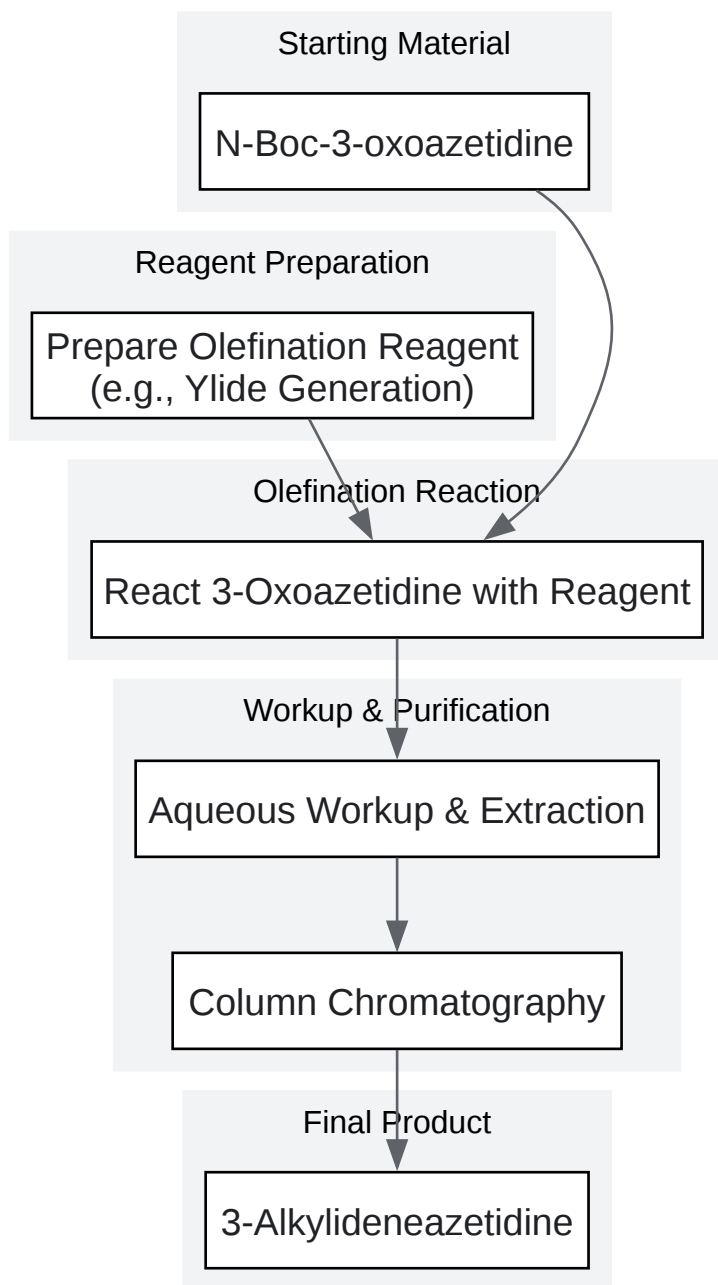 Starting Material
N-Boc-3-oxoazetidine
Reagent Preparation
Prepare Olefination Reagent
(e.g., Ylide Generation)
Olefination Reaction
React 3-Oxoazetidine with Reagent
Workup & Purification
Aqueous Workup & Extraction
Column Chromatography
Final Product
3-Alkylideneazetidine